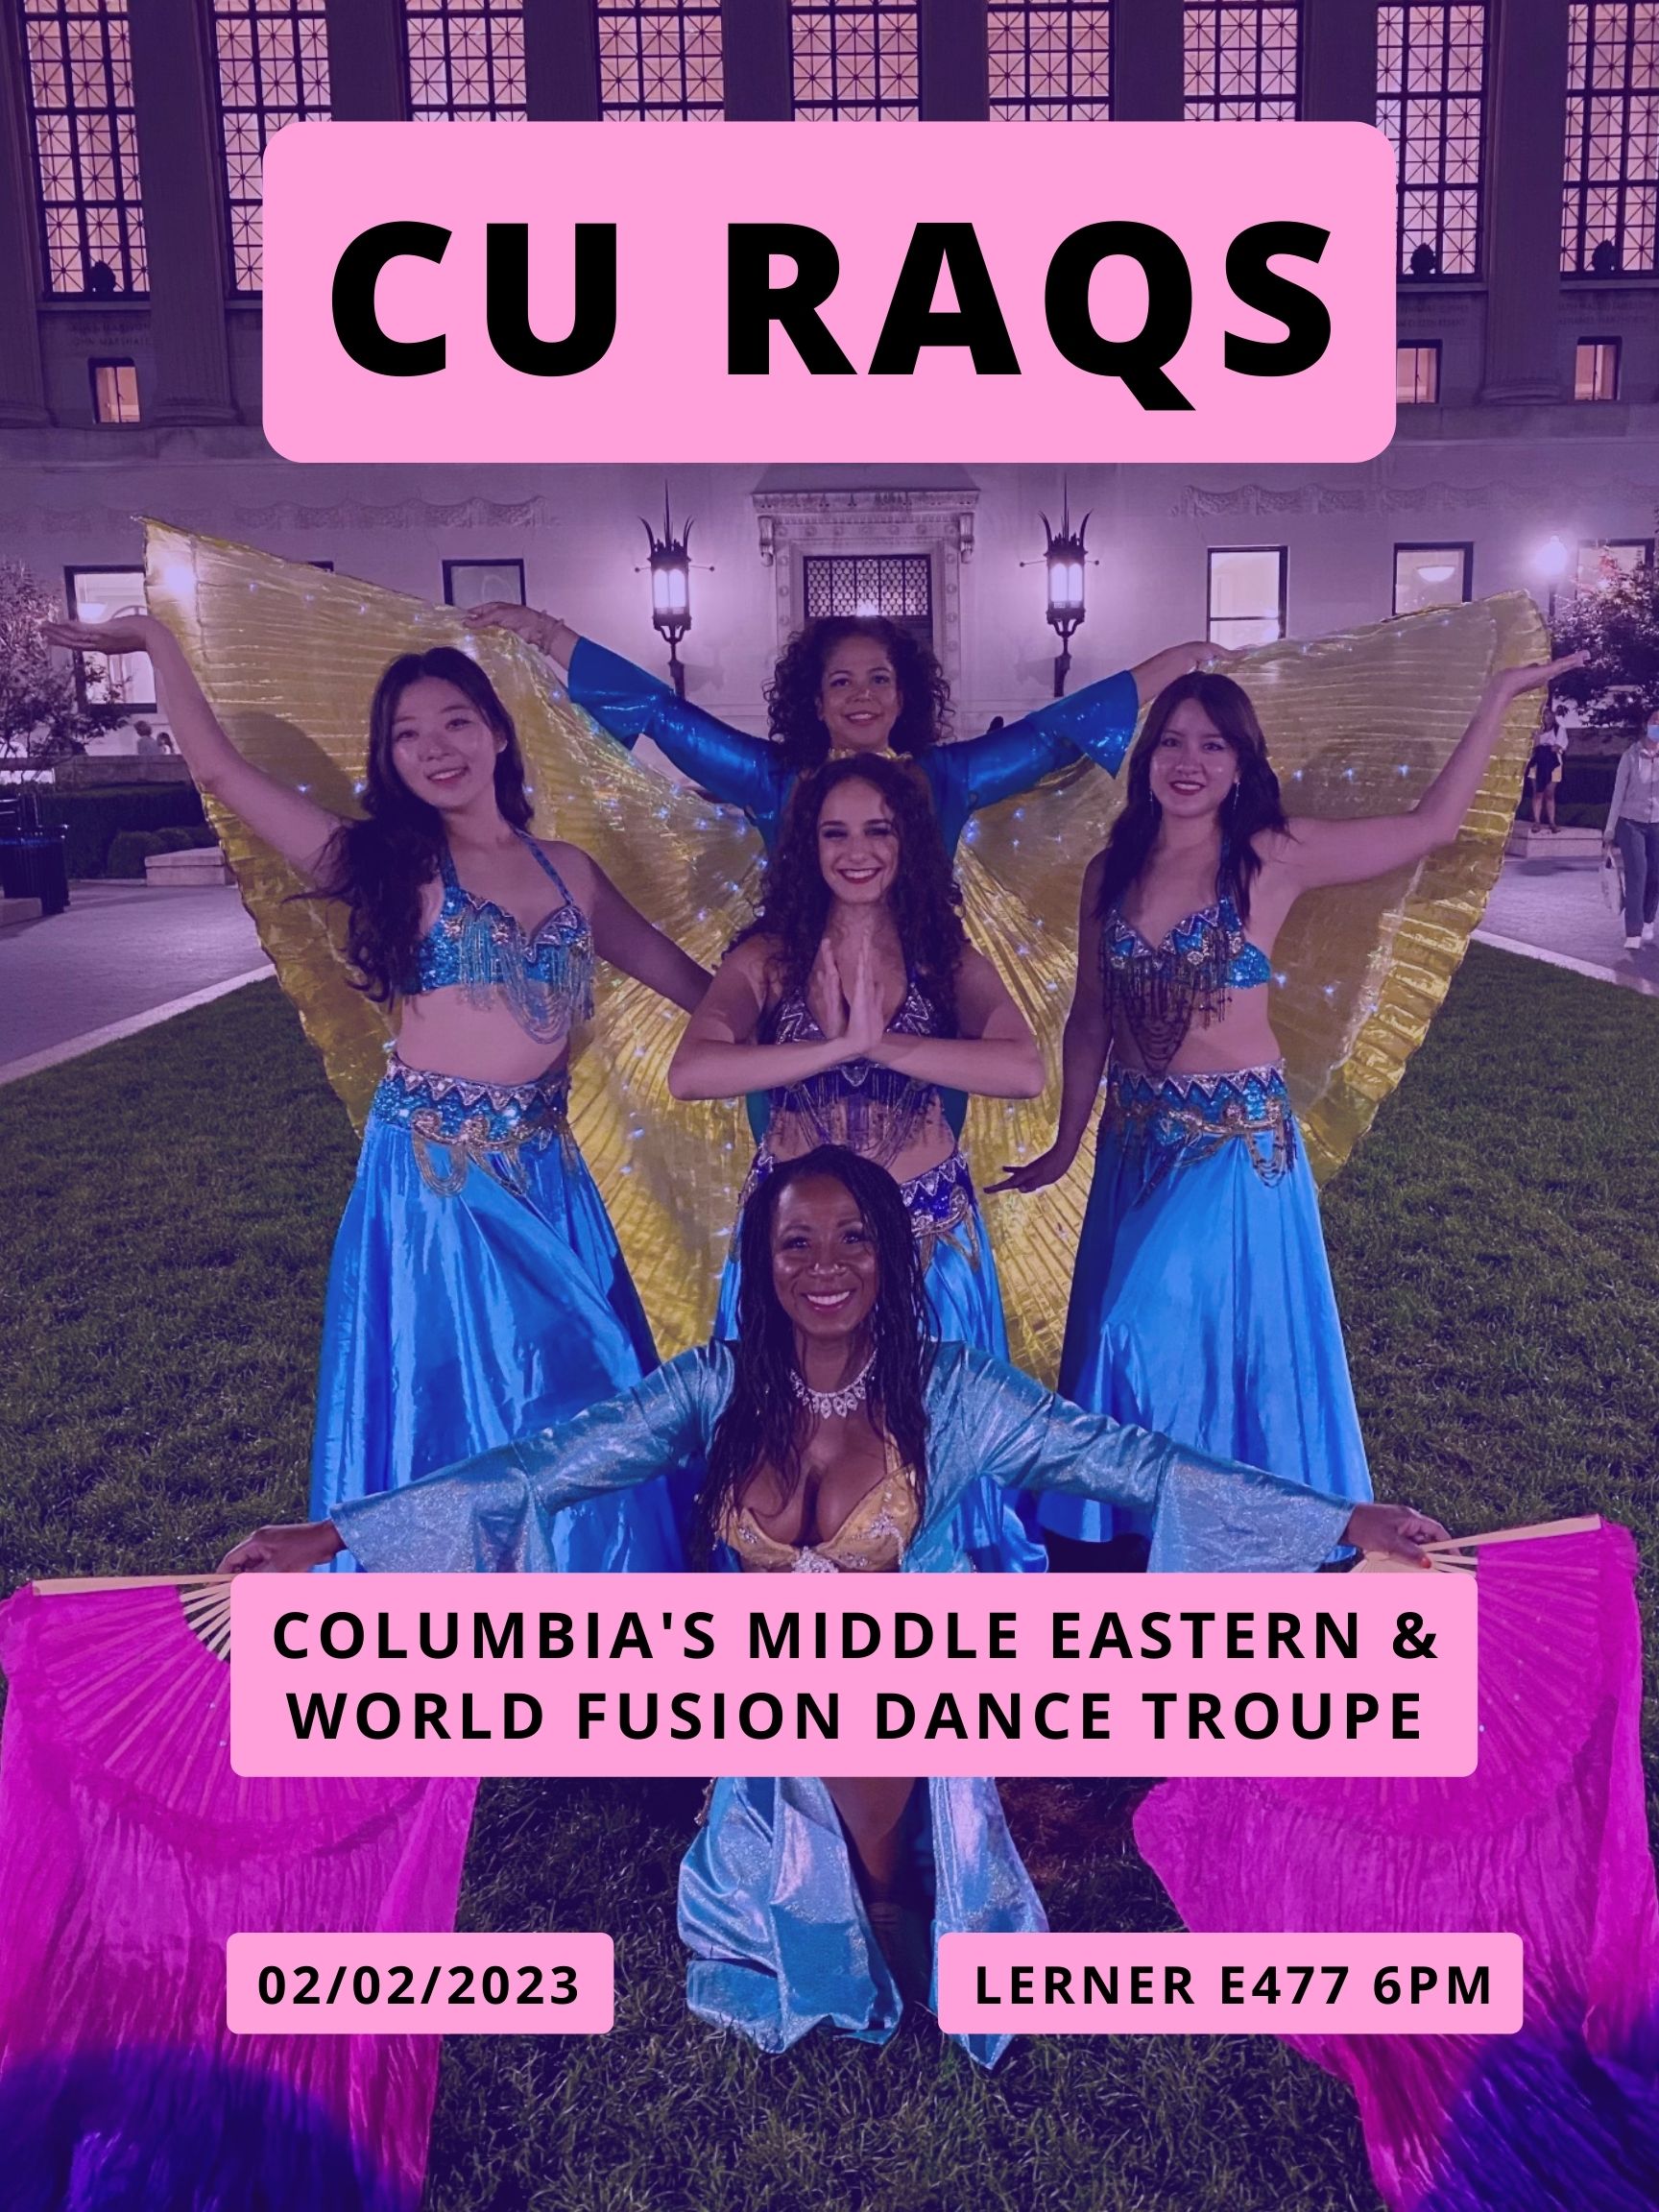 CU RAQS
COLUMBIA'S MIDDLE EASTERN &
WORLD FUSION DANCE TROUPE
02/02/2023
LERNER E477 6PM